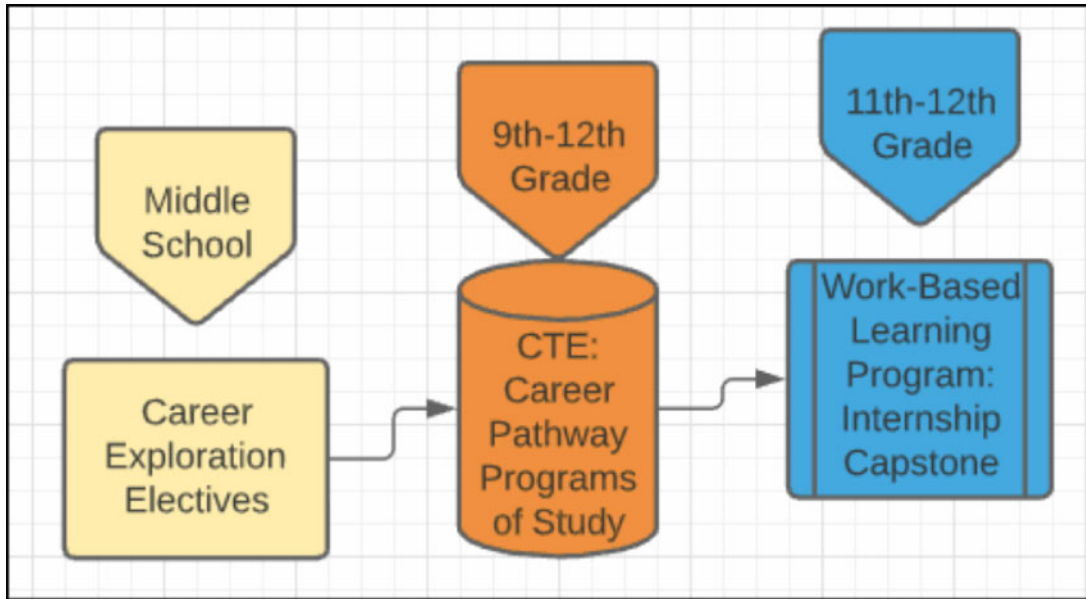 Middle
School
Career
Exploration
Electives
9th-12th
Grade
CTE:
Career
Pathway
Programs
of Study
11th-12th
Grade
Work-Based
Learning
Program:
Internship
Capstone